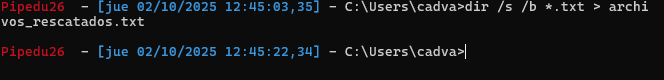 Pipedu26 - [jue 02/10/2025 12:45:03,35] - C:\Users\cadva>dir /s /b *.txt > archi
vos_rescatados.txt
Pipedu26 - [jue 02/10/2025 12:45:22,34] - C:\Users\cadva>